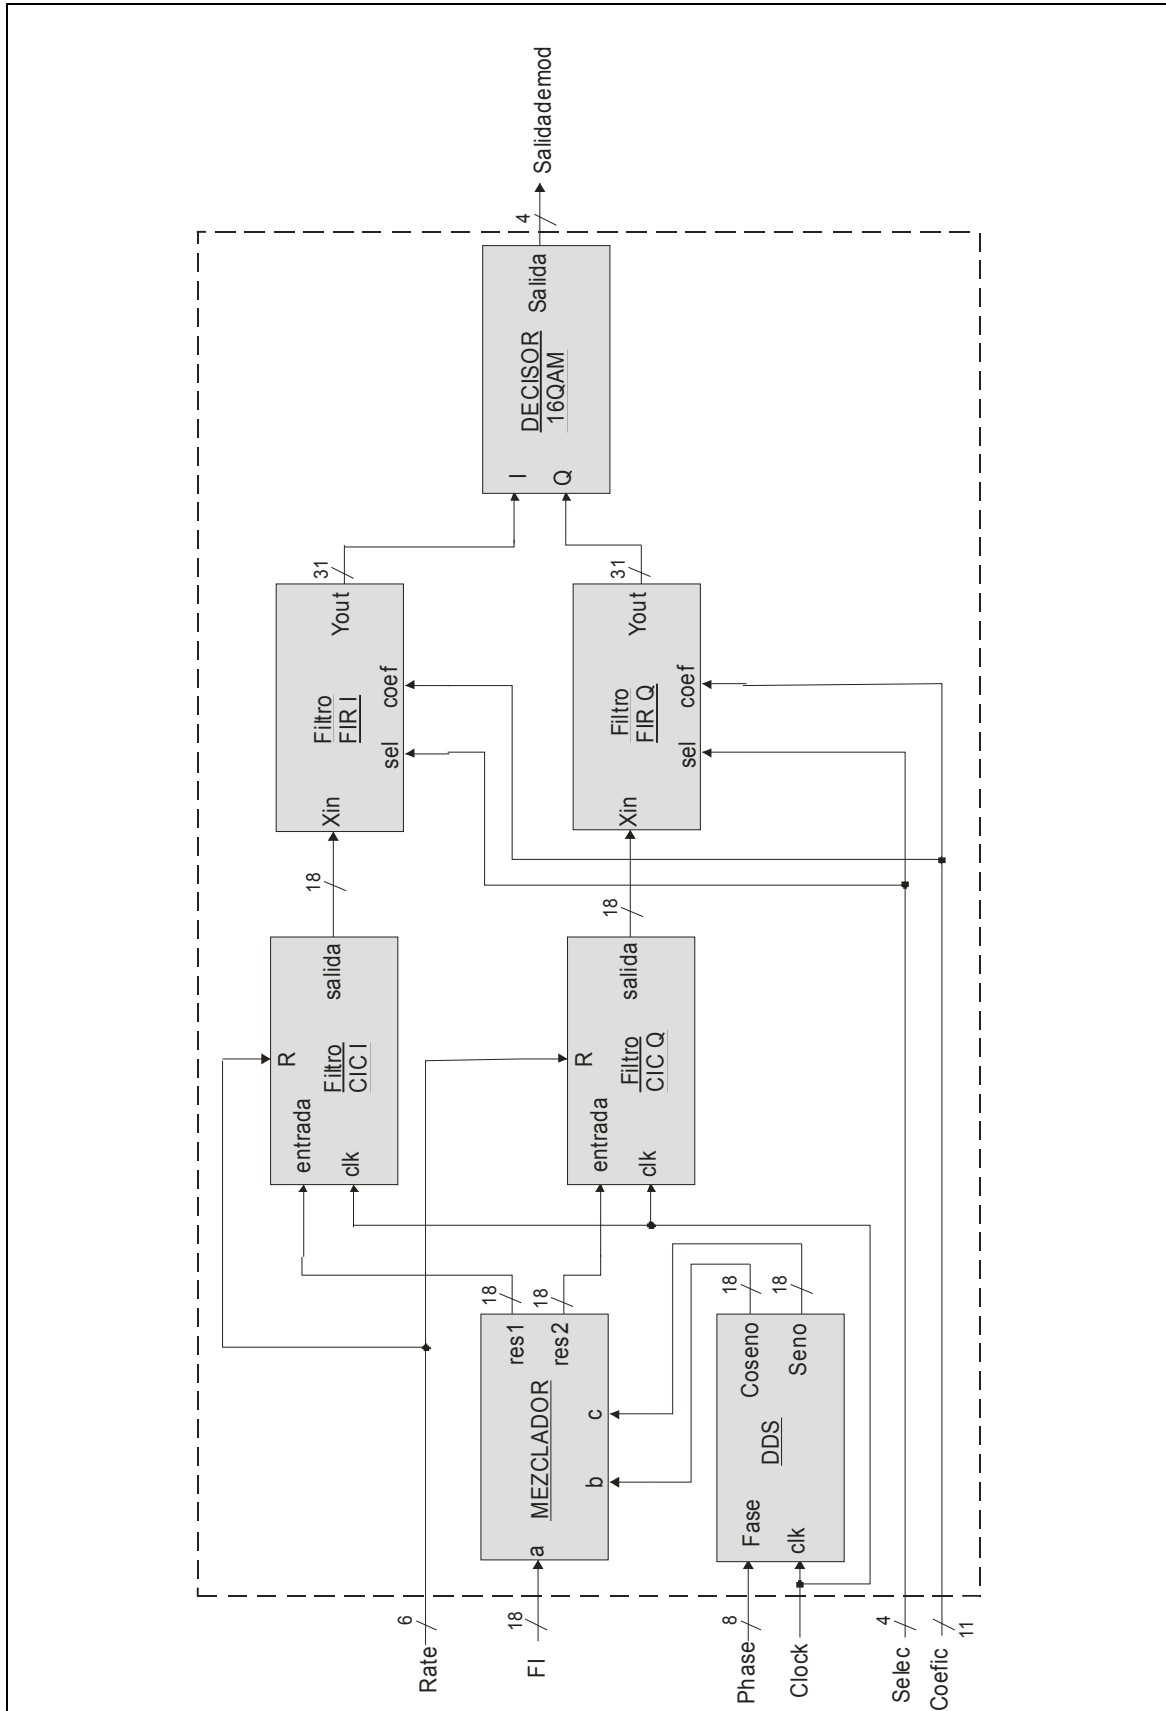 Rate
6
FI
18
Phase
8
Clock
Selec
4
Coefic
11
a
MEZCLADOR
b
c
res1
res2
18
18
Fase
clk
DDS
Coseno
Seno
18
18
entrada
clk
R
Filtro
CIC I
salida
18
entrada
clk
R
Filtro
CIC Q
salida
18
Xin
Filtro
FIR I
sel
coef
Yout
31
Xin
Filtro
FIR Q
sel
coef
Yout
31
I
Q
DECISOR
16QAM
Salida
4
Salidademod